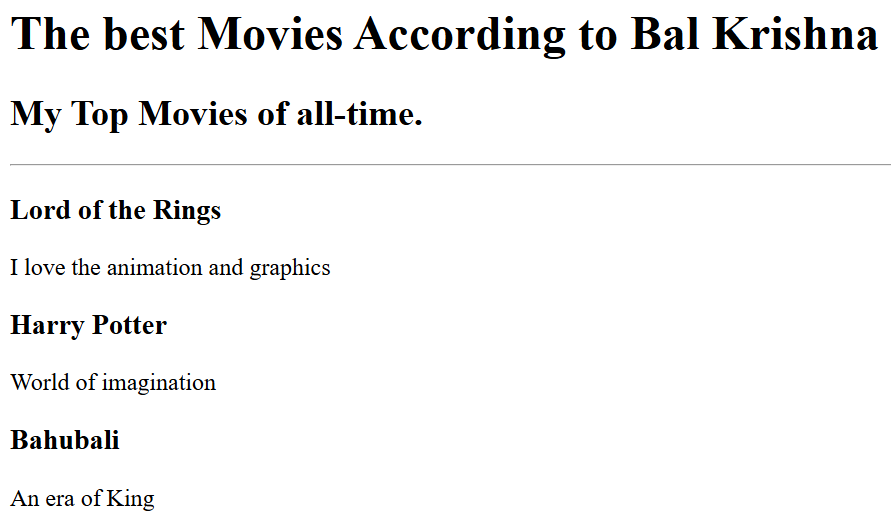 The best Movies According to Bal Krishna
My Top Movies of all-time.
Lord of the Rings
I love the animation and graphics
Harry Potter
World of imagination
Bahubali
An era of King